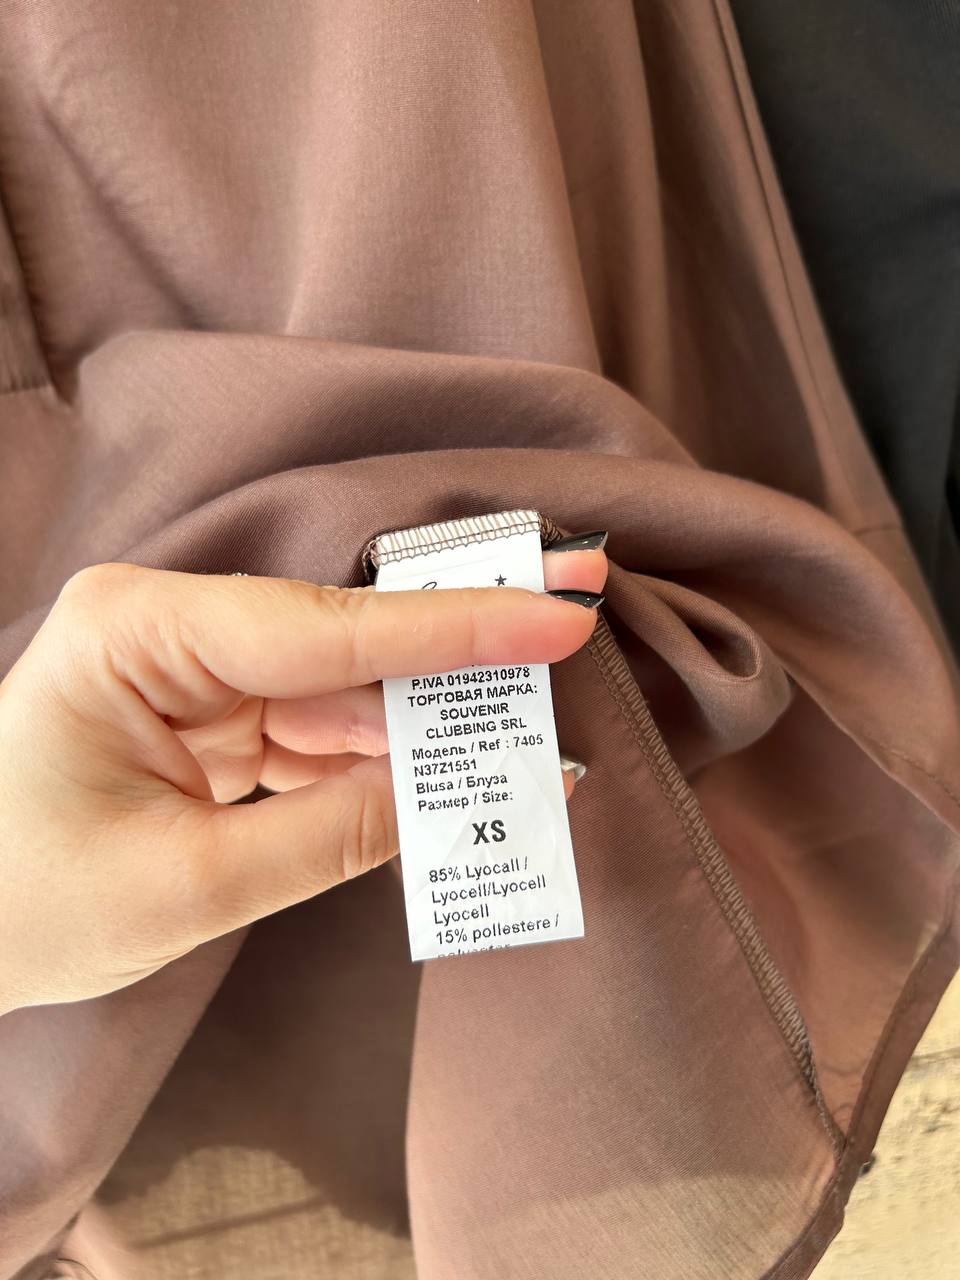 P.IVA 01942310978
ТОРГОВАЯ МАРКА:
SOUVENIR
CLUBBING SRL
Модель / Ref : 7405
N37Z1551
Blusa / Блуза
Размер / Size:
XS
85% Lyocall /
Lyocell/Lyocell
Lyocell
15% pollestere /